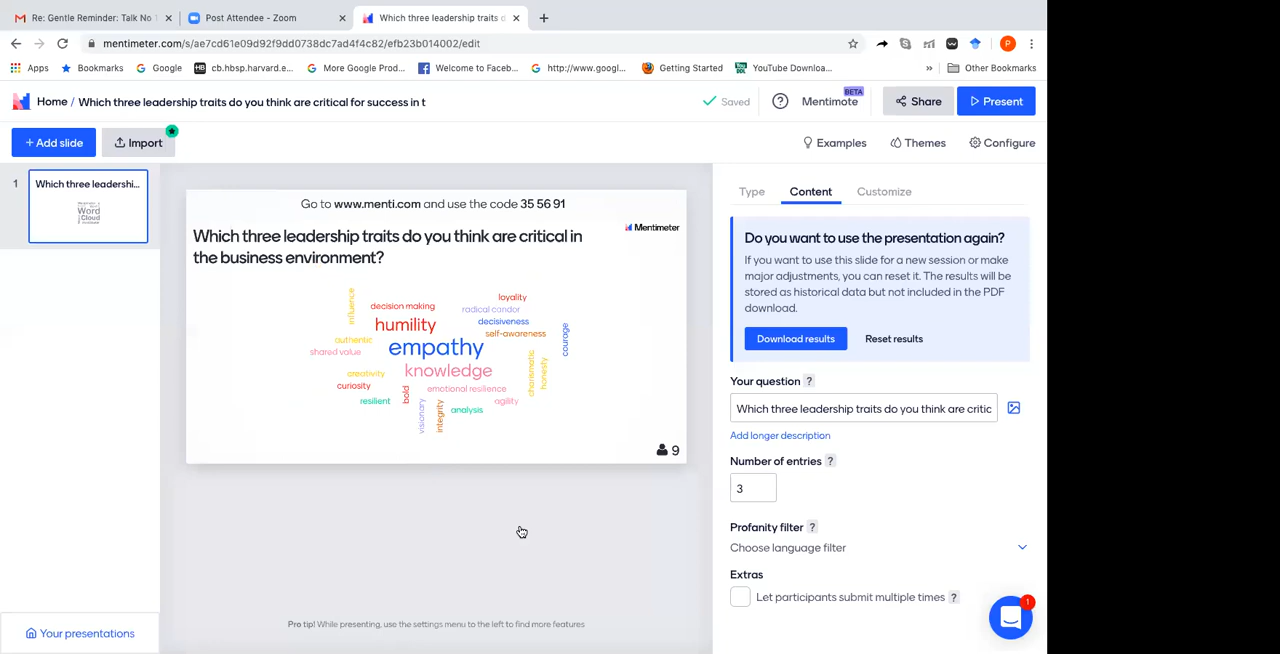 Re: Gentle Reminder: Talk No 1
Post Attendee - Zoom
Which three leadership traits d
mentimeter.com/s/ae7cd61e09d92f9dd0738dc7ad4f4c82/efb23b014002/edit
P
Apps
Bookmarks
Google
cb.hbsp.harvard.e...
More Google Prod...
Welcome to Faceb...
http://www.googl...
Getting Started
YouTube Downloa...
»
Other Bookmarks
Home / Which three leadership traits do you think are critical for success in t
Saved
?
Mentimote
BETA
Share
Present
+ Add slide
Import
Examples
Themes
Configure
1
Which three leadershi...
Word
Cloud
Go to www.menti.com and use the code 35 56 91
Mentimeter
Which three leadership traits do you think are critical in
the business environment?
influence
decision making
loyality
radical candor
humility
decisiveness
self-awareness
courage
authentic
empathy
shared value
knowledge
charismatic
honesty
creativity
curiosity
bold
emotional resilience
resilient
visionary
integrity
analysis
agility
9
Pro tip! While presenting, use the settings menu to the left to find more features
Your presentations
Type
Content
Customize
Do you want to use the presentation again?
If you want to use this slide for a new session or make
major adjustments, you can reset it. The results will be
stored as historical data but not included in the PDF
download.
Download results
Reset results
Your question ?
Which three leadership traits do you think are critic
Add longer description
Number of entries ?
3
Profanity filter ?
Choose language filter
Extras
Let participants submit multiple times ?
1